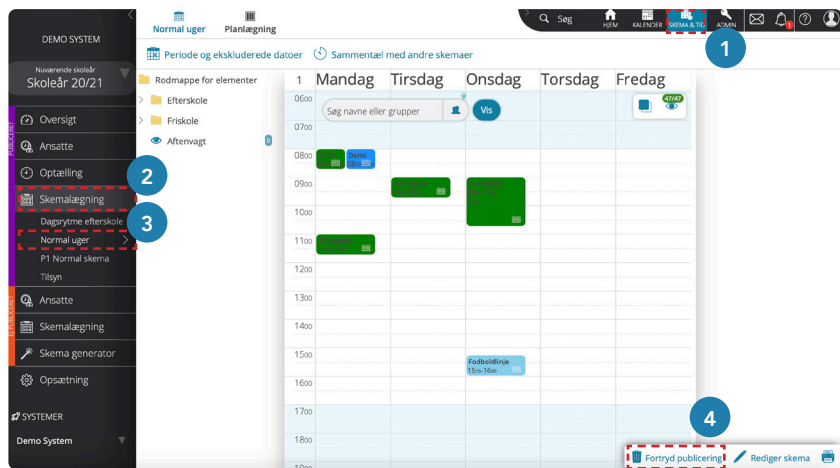 DEMO SYSTEM
Nuværende skoleår
Skoleår 20/21
PUBLICERET
Oversigt
Ansatte
2
Optælling
Skemalægning
3
Dagsrytme efterskole
Normal uger
P1 Normal skema
Tilsyn
Ansatte
Skemalægning
Skema generator
Opsætning
SYSTEMER
Demo System
Normal uger
Planlægning
Søg
HJEM
KALENDER
SKEMA & TID
ADMIN
1
Periode og ekskluderede datoer
Sammentæl med andre skemaer
Rodmappe for elementer
Efterskole
Friskole
Aftenvagt
0
1 Mandag Tirsdag Onsdag Torsdag Fredag
0600
Søg navne eller grupper
Vis
47/47
0700
0800
Dansk
0900
1000
1100
1200
1300
1400
1500
Fodboldlinje
1515-1600
1600
1700
4
1800
1900
Fortryd publicering
Rediger skema